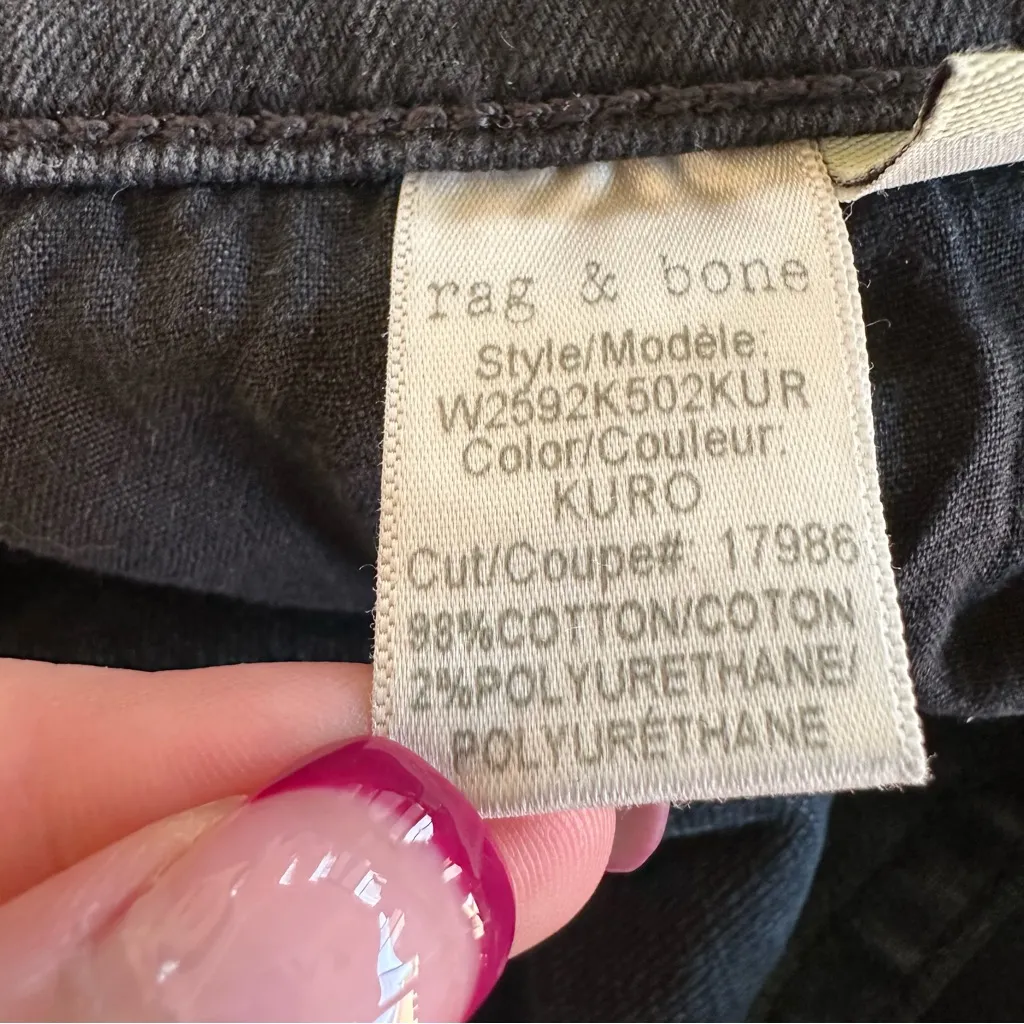 rag & bone
Style/Modèle:
W2592K502KUR
Color/Couleur:
KURO
Cut/Coupe#: 17986
98%COTTON/COTON
2%POLYURETHANE/
POLYURÉTHANE